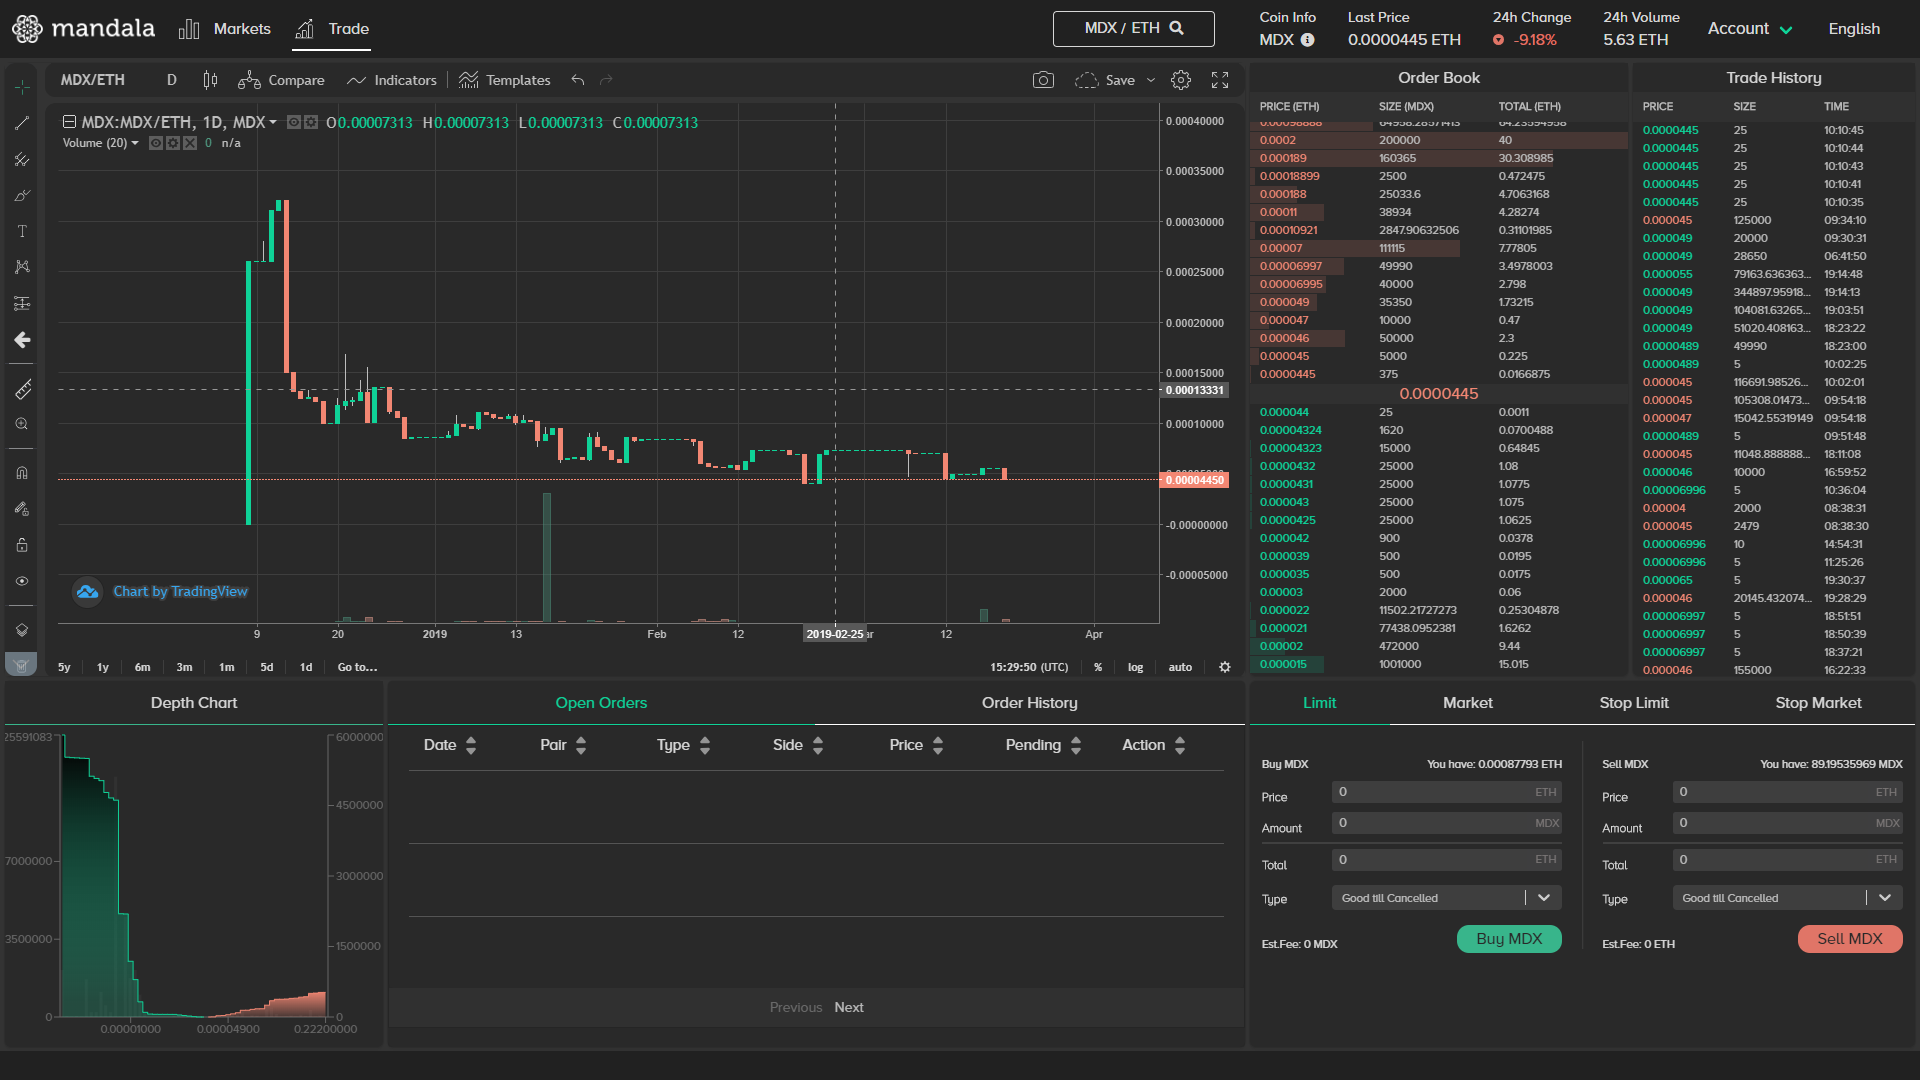 mandala
Markets
Trade
MDX / ETH
Coin Info
MDX
Last Price
0.0000445 ETH
24h Change
-9.18%
24h Volume
5.63 ETH
Account
English
MDX/ETH D Compare Indicators Templates Save
MDX:MDX/ETH, 1D, MDX O0.00007313 H0.00007313 L0.00007313 C0.00007313
Volume (20) 0 n/a
0.00040000
0.00035000
0.00030000
0.00025000
0.00020000
0.00015000
0.00013331
0.00010000
0.00004450
-0.00000000
-0.00005000
Chart by TradingView
9 20 2019 13 Feb 12 2019-02-25 12 Apr
5y 1y 6m 3m 1m 5d 1d Go to... 15:29:50 (UTC) % log auto
Order Book
PRICE (ETH) SIZE (MDX) TOTAL (ETH)
0.00098888 64958.28571413 64.23594958
0.0002 200000 40
0.000189 160365 30.308985
0.00018899 2500 0.472475
0.000188 25033.6 4.7063168
0.00011 38934 4.28274
0.00010921 2847.90632506 0.31101985
0.00007 111115 7.77805
0.00006997 49990 3.4978003
0.00006995 40000 2.798
0.000049 35350 1.73215
0.000047 10000 0.47
0.000046 50000 2.3
0.000045 5000 0.225
0.0000445 375 0.0166875
0.0000445
0.000044 25 0.0011
0.00004324 1620 0.0700488
0.00004323 15000 0.64845
0.0000432 25000 1.08
0.0000431 25000 1.0775
0.000043 25000 1.075
0.0000425 25000 1.0625
0.000042 900 0.0378
0.000039 500 0.0195
0.000035 500 0.0175
0.00003 2000 0.06
0.000022 11502.21727273 0.25304878
0.000021 77438.0952381 1.6262
0.00002 472000 9.44
0.000015 1001000 15.015
Trade History
PRICE SIZE TIME
0.0000445 25 10:10:45
0.0000445 25 10:10:44
0.0000445 25 10:10:43
0.0000445 25 10:10:41
0.0000445 25 10:10:35
0.000045 125000 09:34:10
0.000049 20000 09:30:31
0.000049 28650 06:41:50
0.000055 79163.636363... 19:14:48
0.000049 344897.95918... 19:14:13
0.000049 104081.63265... 19:03:51
0.000049 51020.408163... 18:23:22
0.0000489 49990 18:23:00
0.0000489 5 10:02:25
0.000045 116691.98526... 10:02:01
0.000045 105308.01473... 09:54:18
0.000047 15042.55319149 09:54:18
0.0000489 5 09:51:48
0.000045 11048.888888... 18:11:08
0.000046 10000 16:59:52
0.00006996 5 10:36:04
0.00004 2000 08:38:31
0.000045 2479 08:38:30
0.00006996 10 14:54:31
0.00006996 5 11:25:26
0.000065 5 19:30:37
0.000046 20145.432074... 19:28:29
0.00006997 5 18:51:51
0.00006997 5 18:50:39
0.00006997 5 18:37:21
0.000046 155000 16:22:33
Depth Chart
25591083
7000000
3500000
0
6000000
4500000
3000000
1500000
0
0.00001000 0.00004900 0.22200000
Open Orders
Order History
Date Pair Type Side Price Pending Action
Previous Next
Limit Market Stop Limit Stop Market
Buy MDX You have: 0.00087793 ETH
Price 0 ETH
Amount 0 MDX
Total 0 ETH
Type Good till Cancelled
Est.Fee: 0 MDX Buy MDX
Sell MDX You have: 89.19535969 MDX
Price 0 ETH
Amount 0 MDX
Total 0 ETH
Type Good till Cancelled
Est.Fee: 0 ETH Sell MDX